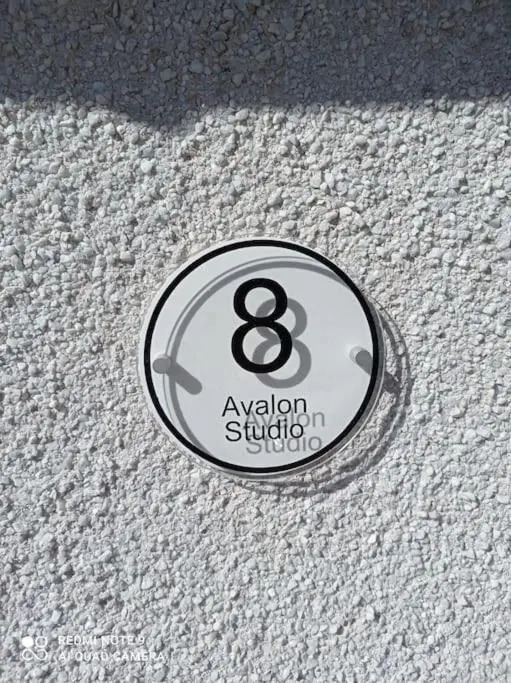 8
Avalon
Studio
REDMI NOTE 9
AI QUAD CAMERA